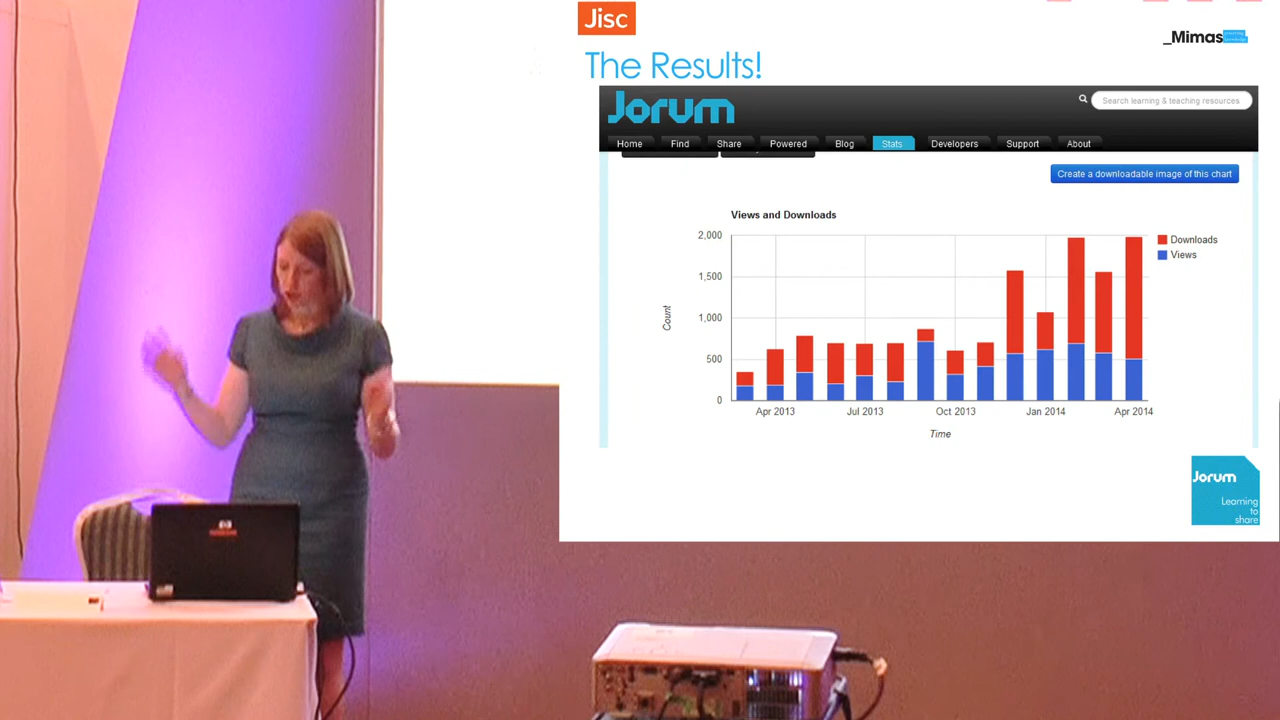 Jisc
_Mimas
The Results!
Jorum
Search learning & teaching resources
Home Find Share Powered Blog Stats Developers Support About
Create a downloadable image of this chart
Views and Downloads
2,000
1,500
1,000
500
0
Count
Downloads
Views
Apr 2013 Jul 2013 Oct 2013 Jan 2014 Apr 2014
Time
Jorum
Learning
to
share
hp